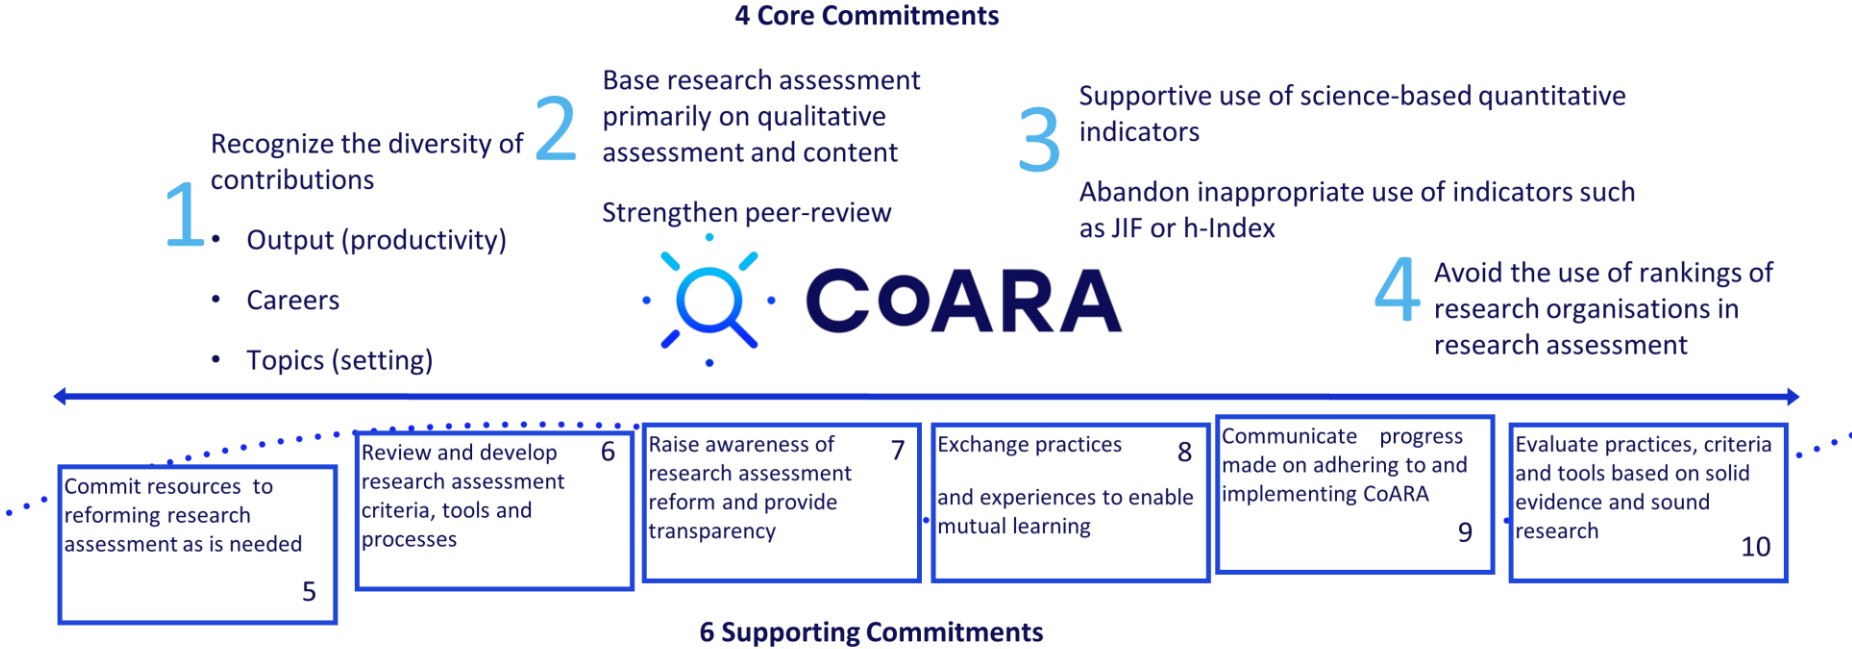 4 Core Commitments
1
Recognize the diversity of
contributions
• Output (productivity)
• Careers
• Topics (setting)
2
Base research assessment
primarily on qualitative
assessment and content
Strengthen peer-review
3
Supportive use of science-based quantitative
indicators
Abandon inappropriate use of indicators such
as JIF or h-Index
4
Avoid the use of rankings of
research organisations in
research assessment
CoARA
Commit resources to
reforming research
assessment as is needed
5
Review and develop
research assessment
criteria, tools and
processes
6
Raise awareness of
research assessment
reform and provide
transparency
7
Exchange practices
and experiences to enable
mutual learning
8
Communicate progress
made on adhering to and
implementing CoARA
9
Evaluate practices, criteria
and tools based on solid
evidence and sound
research
10
6 Supporting Commitments